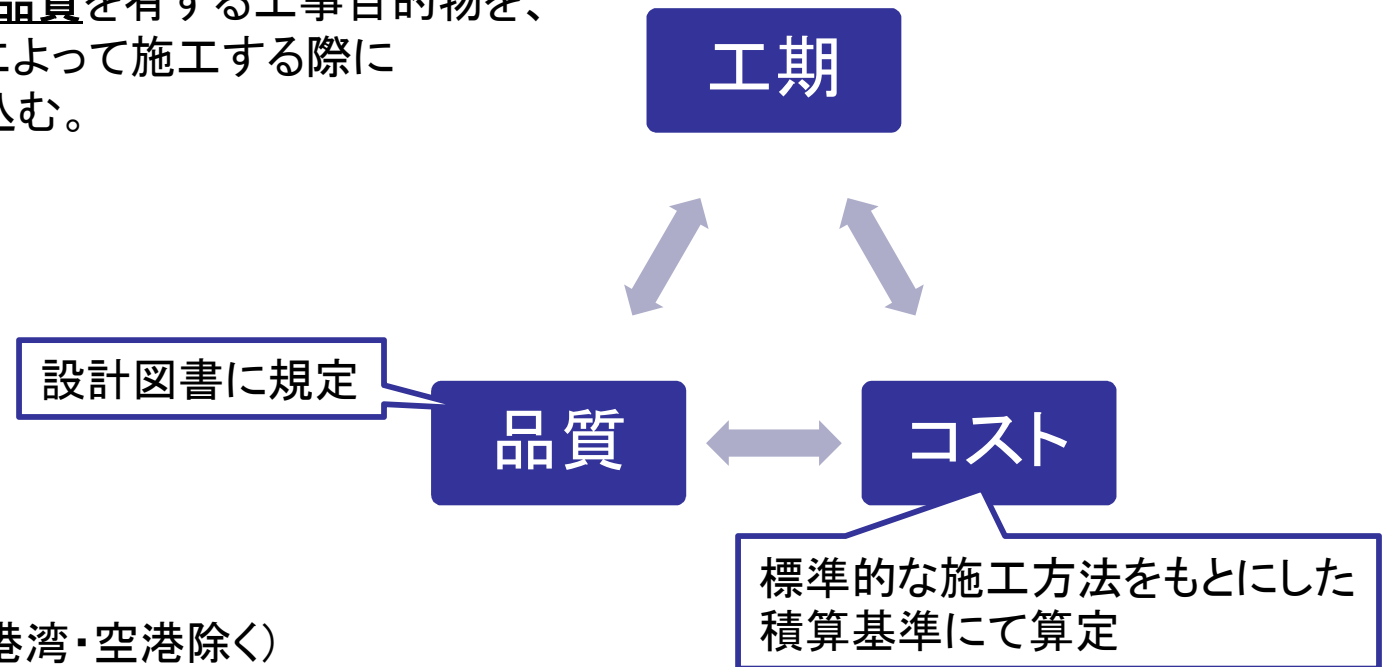 品質を有する工事目的物を、
よって施工する際に
込む。
工期
設計図書に規定
品質
コスト
標準的な施工方法をもとにした
積算基準にて算定
港湾・空港除く）